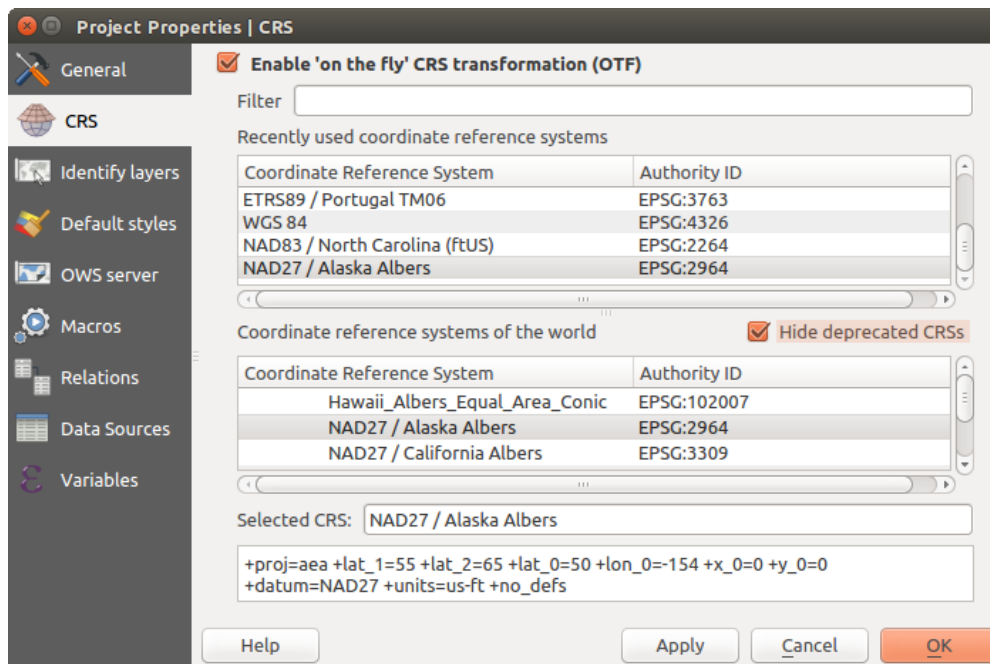 Project Properties | CRS
General
CRS
Identify layers
Default styles
OWS server
Macros
Relations
Data Sources
Variables
Enable 'on the fly' CRS transformation (OTF)
Filter
Recently used coordinate reference systems
Coordinate Reference System Authority ID
ETRS89 / Portugal TM06 EPSG:3763
WGS 84 EPSG:4326
NAD83 / North Carolina (ftUS) EPSG:2264
NAD27 / Alaska Albers EPSG:2964
Coordinate reference systems of the world Hide deprecated CRSs
Coordinate Reference System Authority ID
Hawaii_Albers_Equal_Area_Conic EPSG:102007
NAD27 / Alaska Albers EPSG:2964
NAD27 / California Albers EPSG:3309
Selected CRS: NAD27 / Alaska Albers
+proj=aea +lat_1=55 +lat_2=65 +lat_0=50 +lon_0=-154 +x_0=0 +y_0=0
+datum=NAD27 +units=us-ft +no_defs
Help Apply Cancel OK